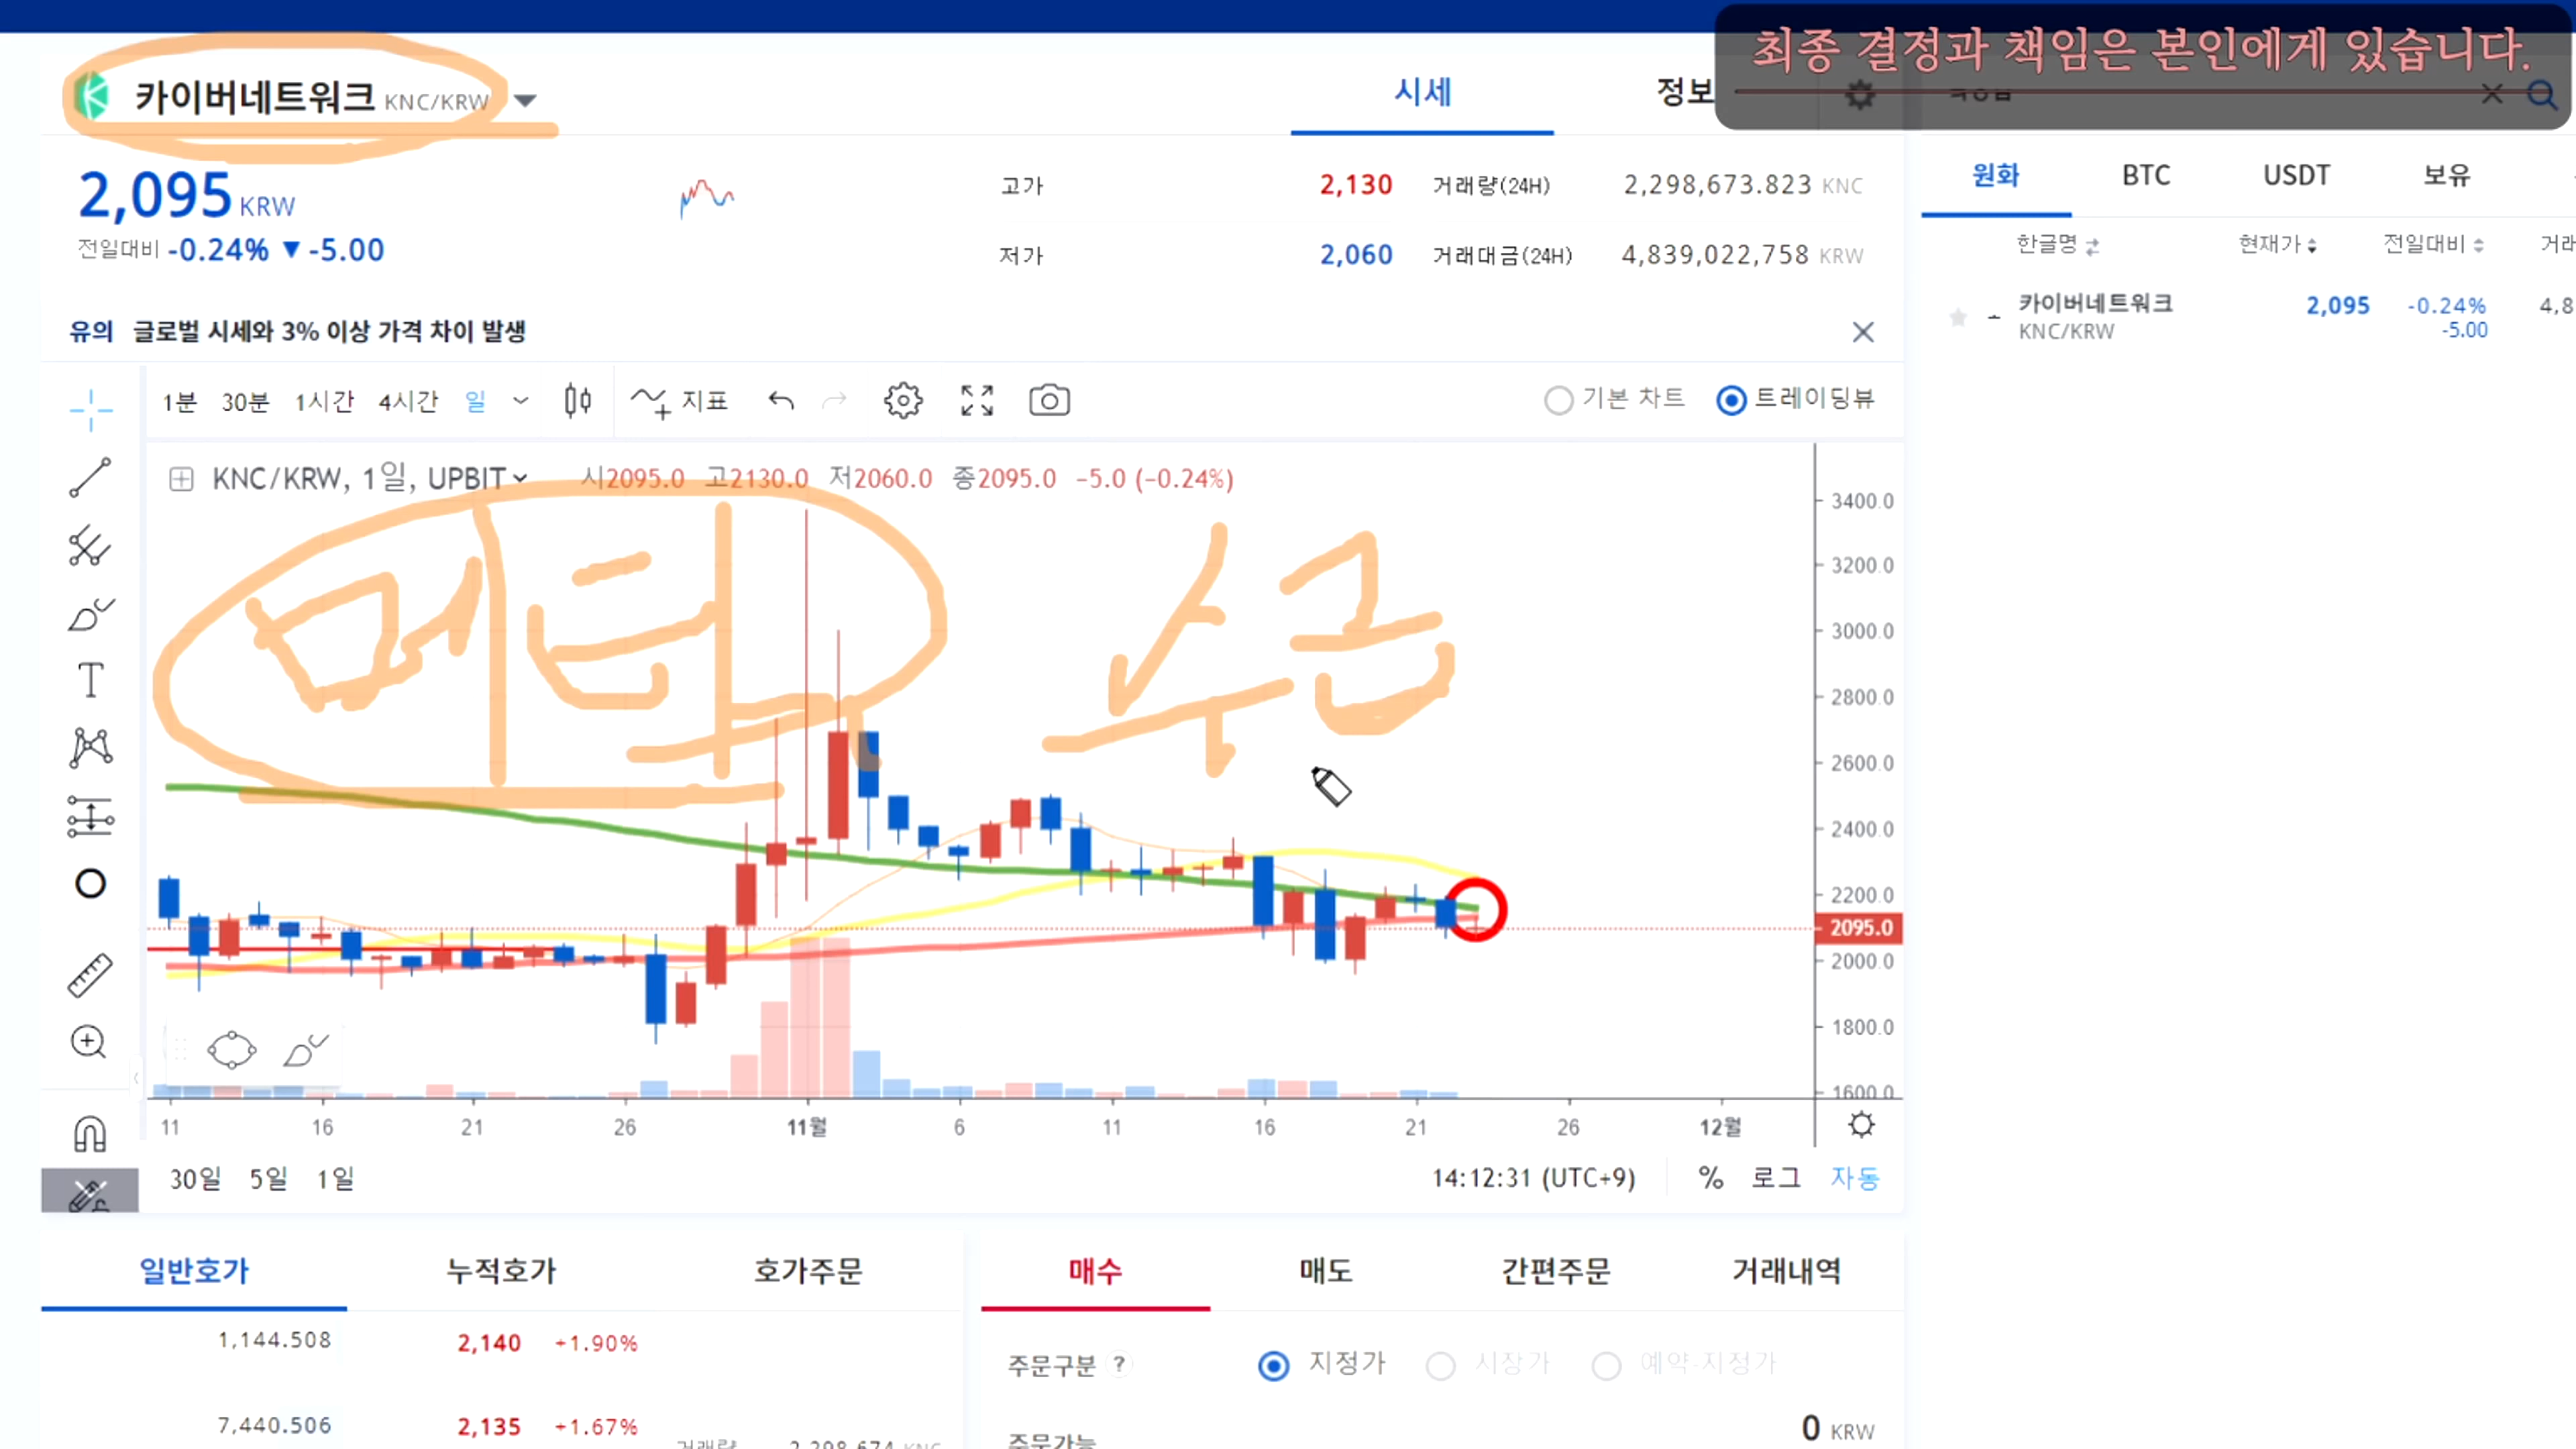 최종 결정과 책임은 본인에게 있습니다.
카이버네트워크 KNC/KRW
시세
정보
2,095 KRW
전일대비 -0.24% ▼ -5.00
고가 2,130
거래량(24H) 2,298,673.823 KNC
저가 2,060
거래대금(24H) 4,839,022,758 KRW
유의 글로벌 시세와 3% 이상 가격 차이 발생
1분 30분 1시간 4시간 일
지표
기본 차트
트레이딩뷰
KNC/KRW, 1일, UPBIT
시2095.0 고2130.0 저2060.0 종2095.0 -5.0 (-0.24%)
메타
수급
3400.0
3200.0
3000.0
2800.0
2600.0
2400.0
2200.0
2095.0
2000.0
1800.0
1600.0
11 16 21 26 11월 6 11 16 21 26 12월
30일 5일 1일
14:12:31 (UTC+9)
% 로그 자동
원화 BTC USDT 보유
한글명 현재가 전일대비
카이버네트워크 2,095 -0.24%
KNC/KRW -5.00
일반호가 누적호가 호가주문
1,144.508 2,140 +1.90%
7,440.506 2,135 +1.67%
매수 매도 간편주문 거래내역
주문구분 ? 지정가 시장가 예약-지정가
주문가능 0 KRW